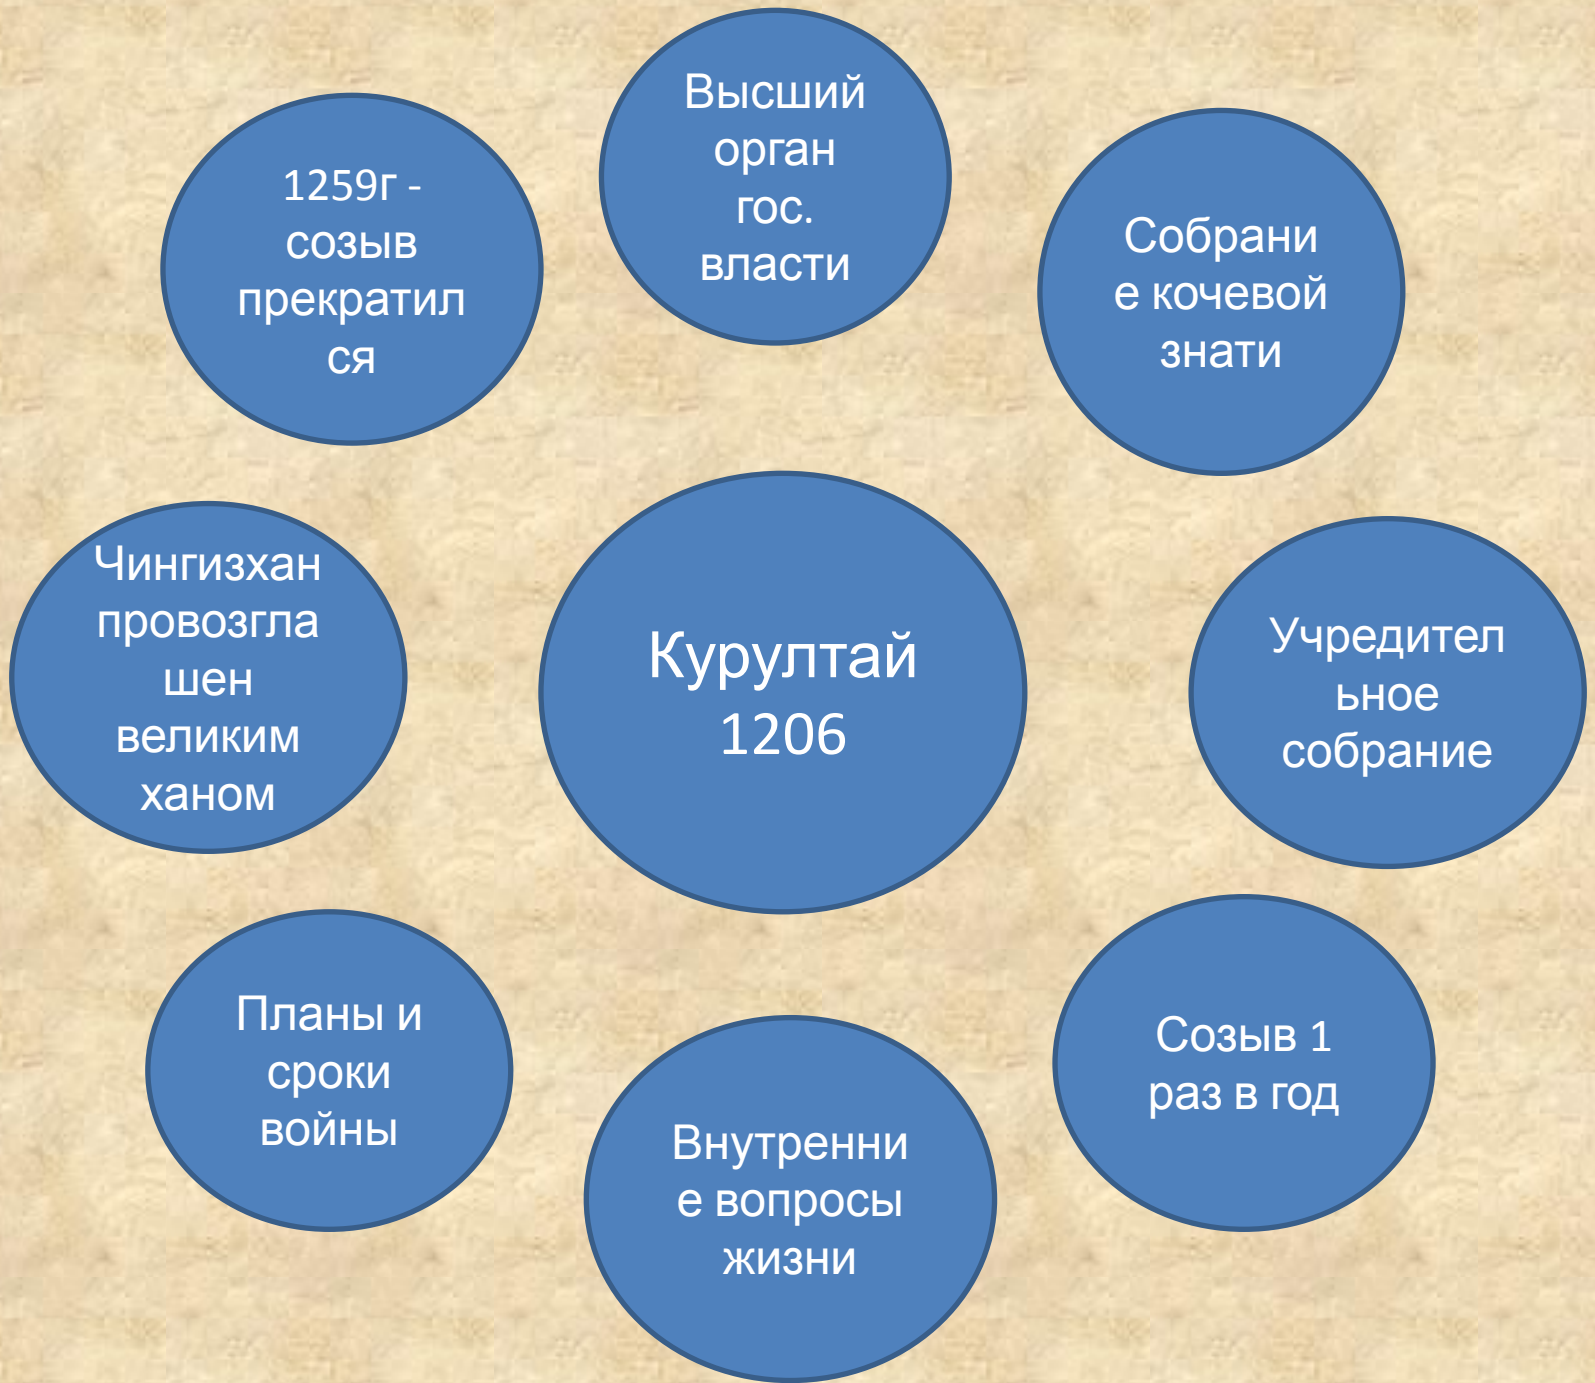 Высший
орган
гос.
власти
1259г -
созыв
прекратил
ся
Собрани
е кочевой
знати
Чингизхан
провозгла
шен
великим
ханом
Курултай
1206
Учредител
ьное
собрание
Планы и
сроки
войны
Внутренни
е вопросы
жизни
Созыв 1
раз в год